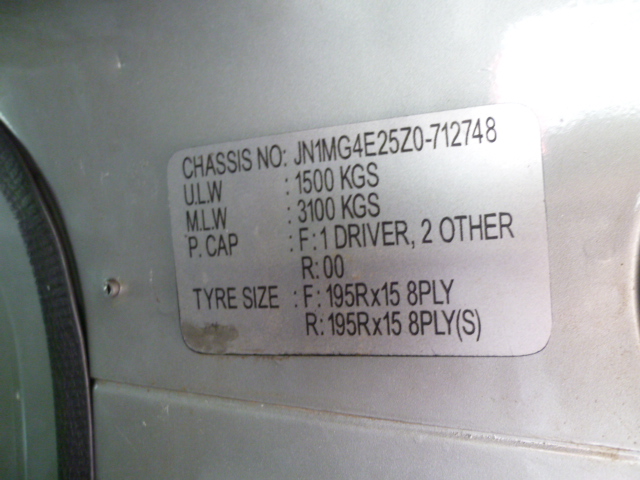 CHASSIS NO: JN1MG4E25Z0-712748
U.L.W : 1500 KGS
M.L.W : 3100 KGS
P. CAP : F: 1 DRIVER, 2 OTHER
R: 00
TYRE SIZE : F: 195Rx15 8PLY
R: 195Rx15 8PLY(S)